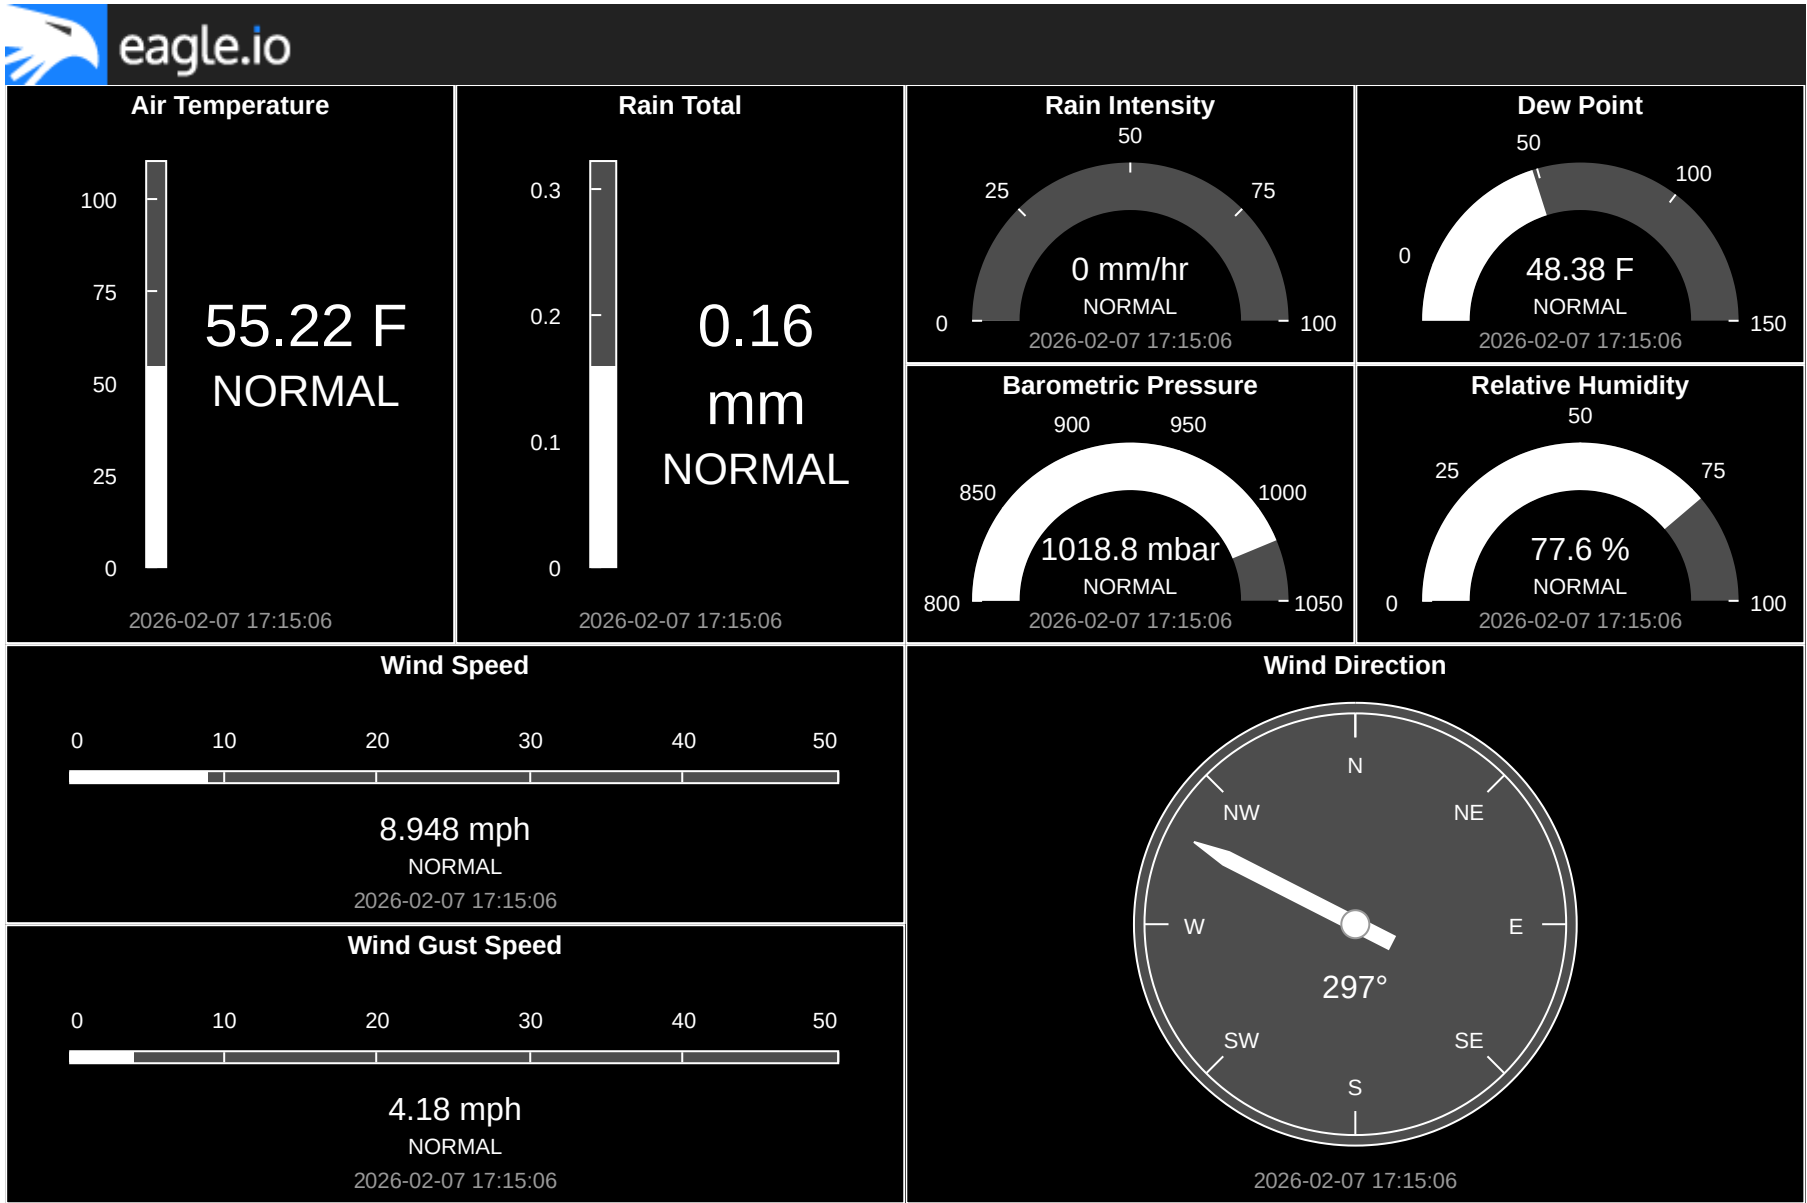 eagle.io
Air Temperature
100
75
50
25
0
55.22 F
NORMAL
2026-02-07 17:15:06
Rain Total
0.3
0.2
0.1
0
0.16
mm
NORMAL
2026-02-07 17:15:06
Rain Intensity
0
25
50
75
100
0 mm/hr
NORMAL
2026-02-07 17:15:06
Dew Point
0
50
100
150
48.38 F
NORMAL
2026-02-07 17:15:06
Barometric Pressure
800
850
900
950
1000
1050
1018.8 mbar
NORMAL
2026-02-07 17:15:06
Relative Humidity
0
25
50
75
100
77.6 %
NORMAL
2026-02-07 17:15:06
Wind Speed
0 10 20 30 40 50
8.948 mph
NORMAL
2026-02-07 17:15:06
Wind Gust Speed
0 10 20 30 40 50
4.18 mph
NORMAL
2026-02-07 17:15:06
Wind Direction
N
NW NE
W E
297°
SW SE
S
2026-02-07 17:15:06